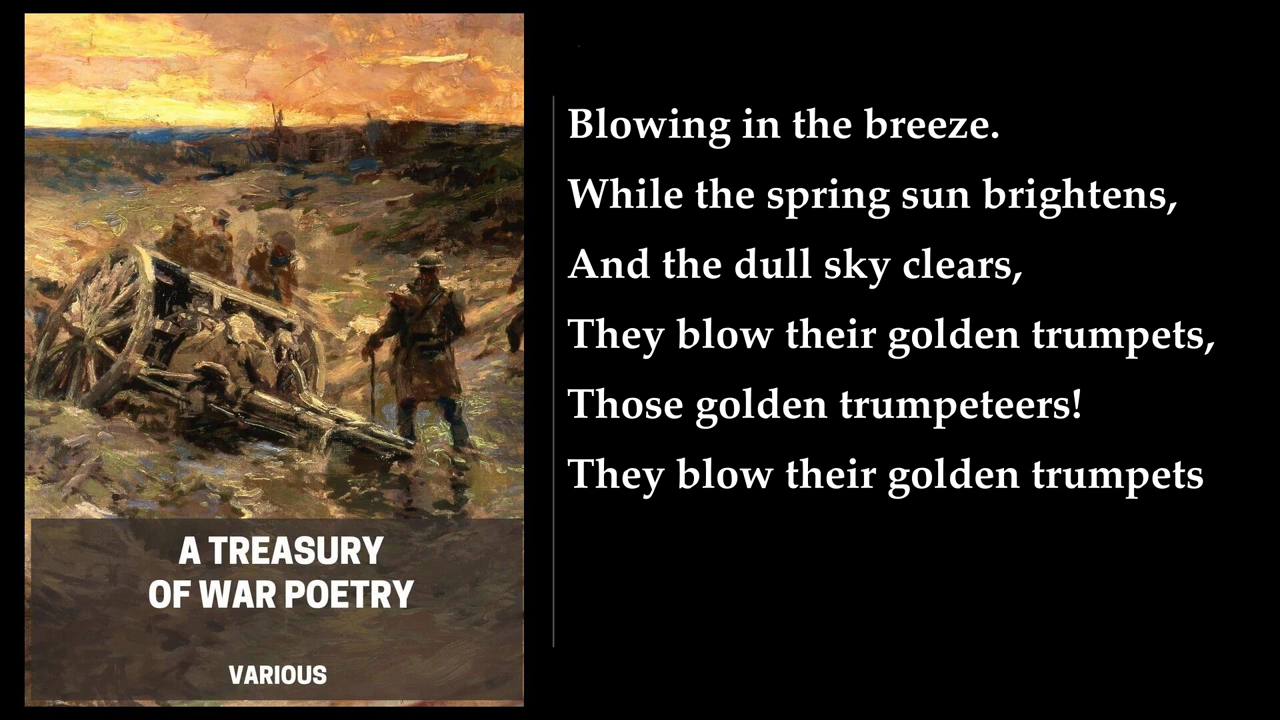 A TREASURY
OF WAR POETRY
VARIOUS
Blowing in the breeze.
While the spring sun brightens,
And the dull sky clears,
They blow their golden trumpets,
Those golden trumpeters!
They blow their golden trumpets